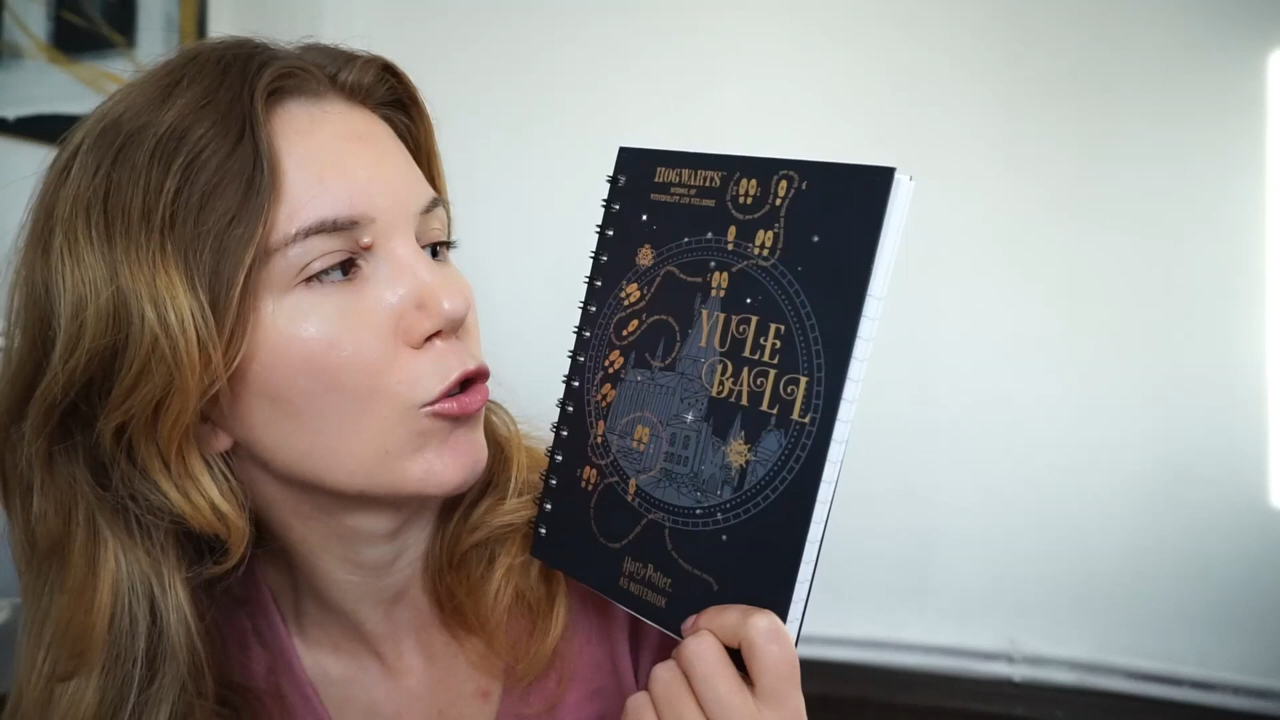 HOGWARTS
SCHOOL OF
WITCHCRAFT AND WIZARDRY
YULE
BALL
Harry Potter
A5 NOTEBOOK